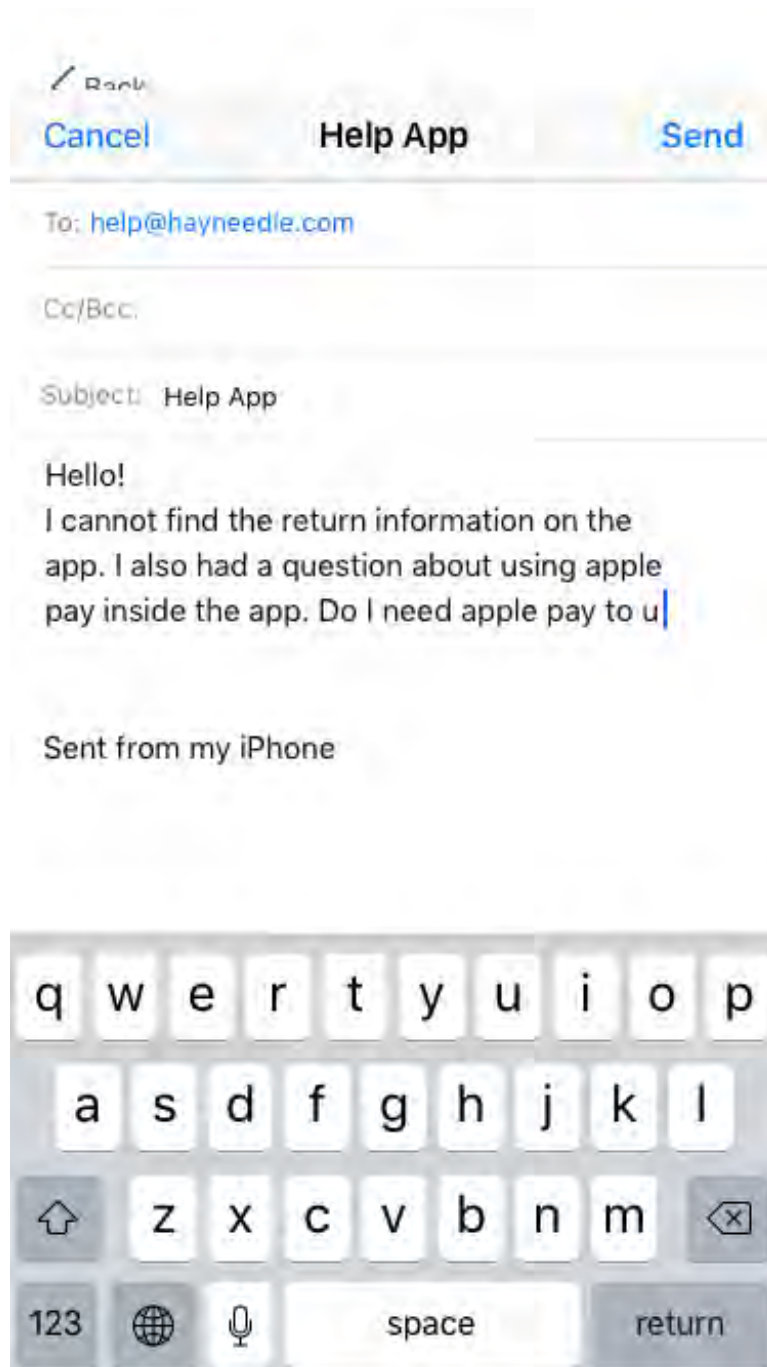 Back
Cancel Help App Send
To: help@hayneedle.com
Cc/Bcc:
Subject: Help App
Hello!
I cannot find the return information on the
app. I also had a question about using apple
pay inside the app. Do I need apple pay to u
Sent from my iPhone
q w e r t y u i o p
a s d f g h j k l
z x c v b n m
123 space return